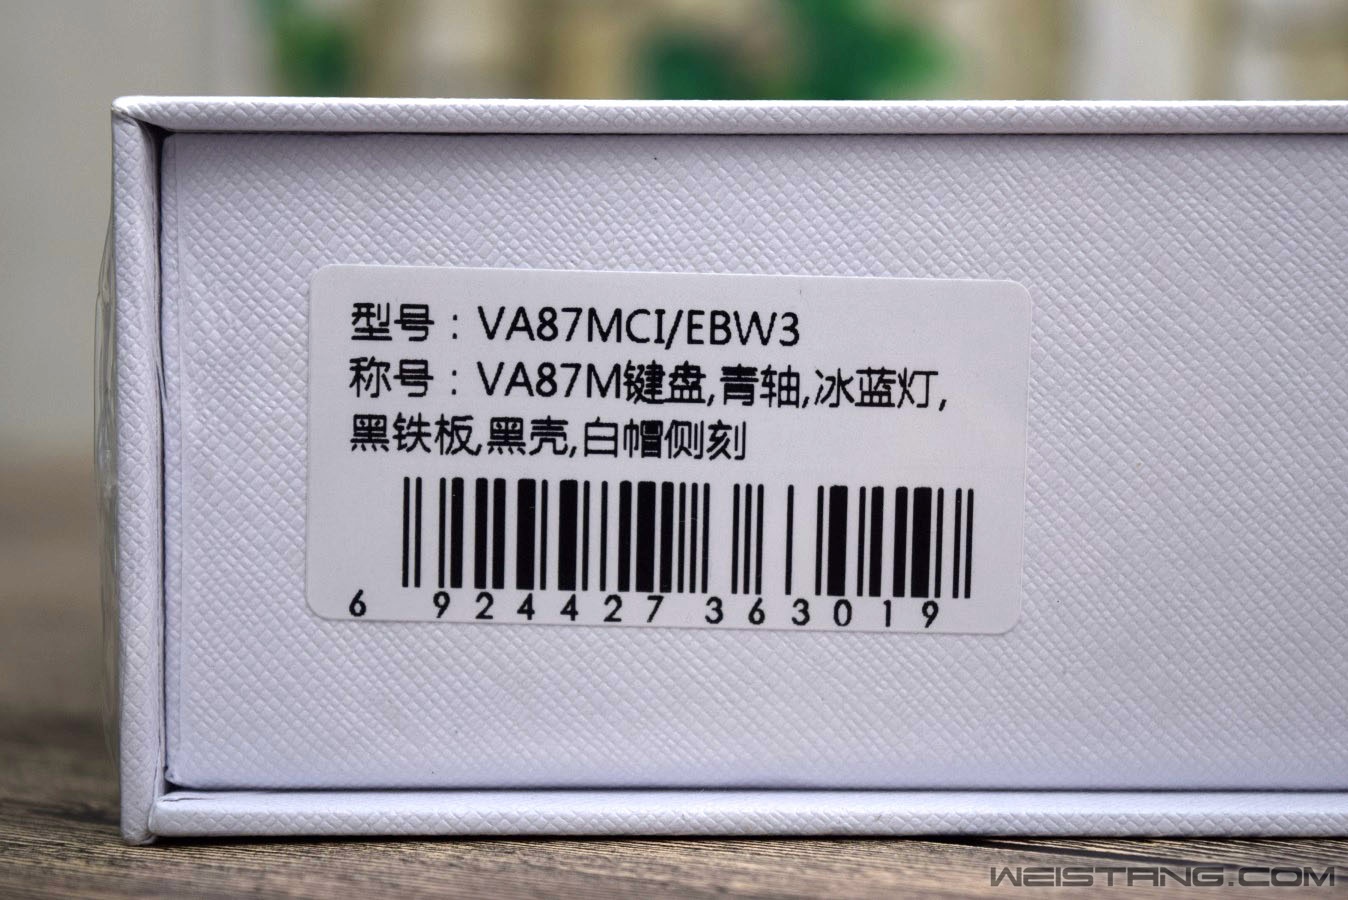 型号：VA87MCI/EBW3
称号：VA87M键盘,青轴,冰蓝灯,
黑铁板,黑壳,白帽侧刻
6 924427 363019
WEISTANG.COM